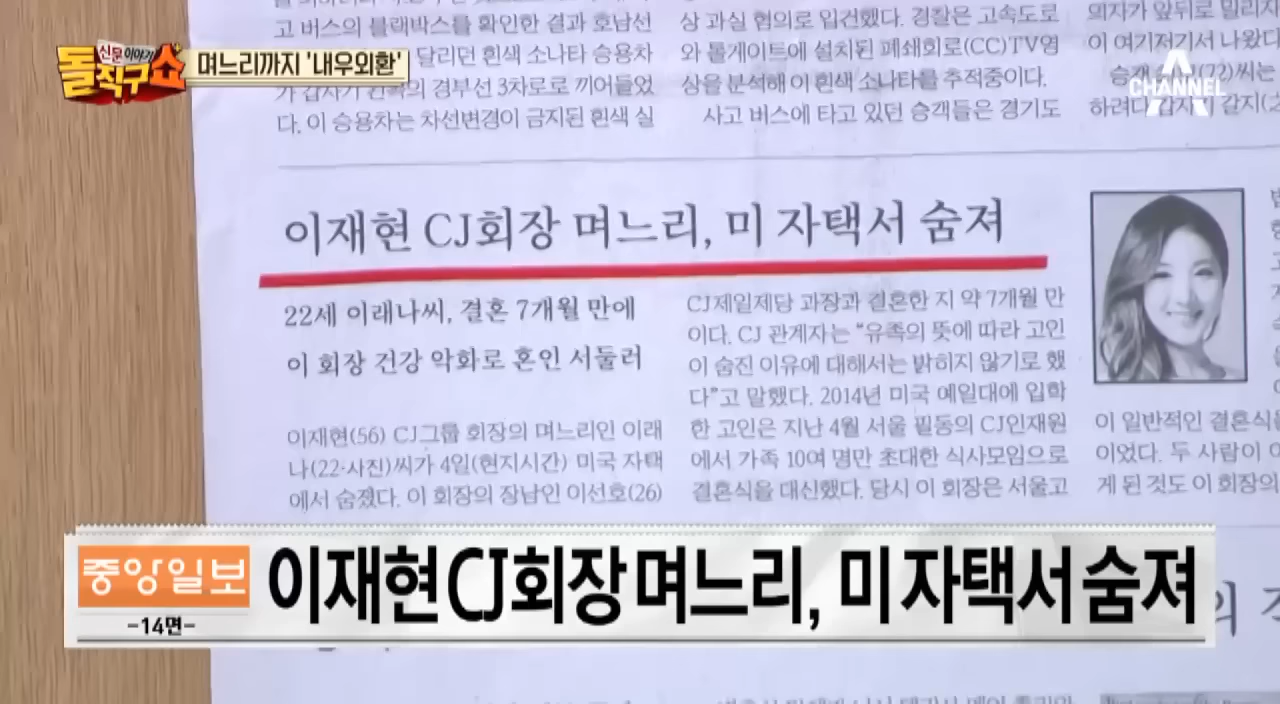 신문이야기
돌직구쇼
며느리까지 '내우외환'
CHANNEL A
고 버스의 블랙박스를 확인한 결과 호남선
달리던 흰색 소나타 승용차
경부선 3차로로 끼어들었
다. 이 승용차는 차선변경이 금지된 흰색 실
상 과실 혐의로 입건했다. 경찰은 고속도로
와 톨게이트에 설치된 폐쇄회로(CC)TV영
상을 분석해 이 흰색 소나타를 추적중이다.
사고 버스에 타고 있던 승객들은 경기도
의자가 앞뒤로 밀리지
이 여기저기서 나왔다
(72)씨는
하려다
이재현 CJ회장 며느리, 미 자택서 숨져
22세 이래나씨, 결혼 7개월 만에
이 회장 건강 악화로 혼인 서둘러
이재현(56) CJ그룹 회장의 며느리인 이래
나(22·사진)씨가 4일(현지시간) 미국 자택
에서 숨졌다. 이 회장의 장남인 이선호(26)
CJ제일제당 과장과 결혼한 지 약 7개월 만
이다. CJ 관계자는 “유족의 뜻에 따라 고인
이 숨진 이유에 대해서는 밝히지 않기로 했
다”고 말했다. 2014년 미국 예일대에 입학
한 고인은 지난 4월 서울 필동의 CJ인재원
에서 가족 10여 명만 초대한 식사모임으로
결혼식을 대신했다. 당시 이 회장은 서울고
이 일반적인 결혼식을
이었다. 두 사람이
게 된 것도 이 회장의
중앙일보
-14면-
이재현 CJ회장 며느리, 미 자택서 숨져